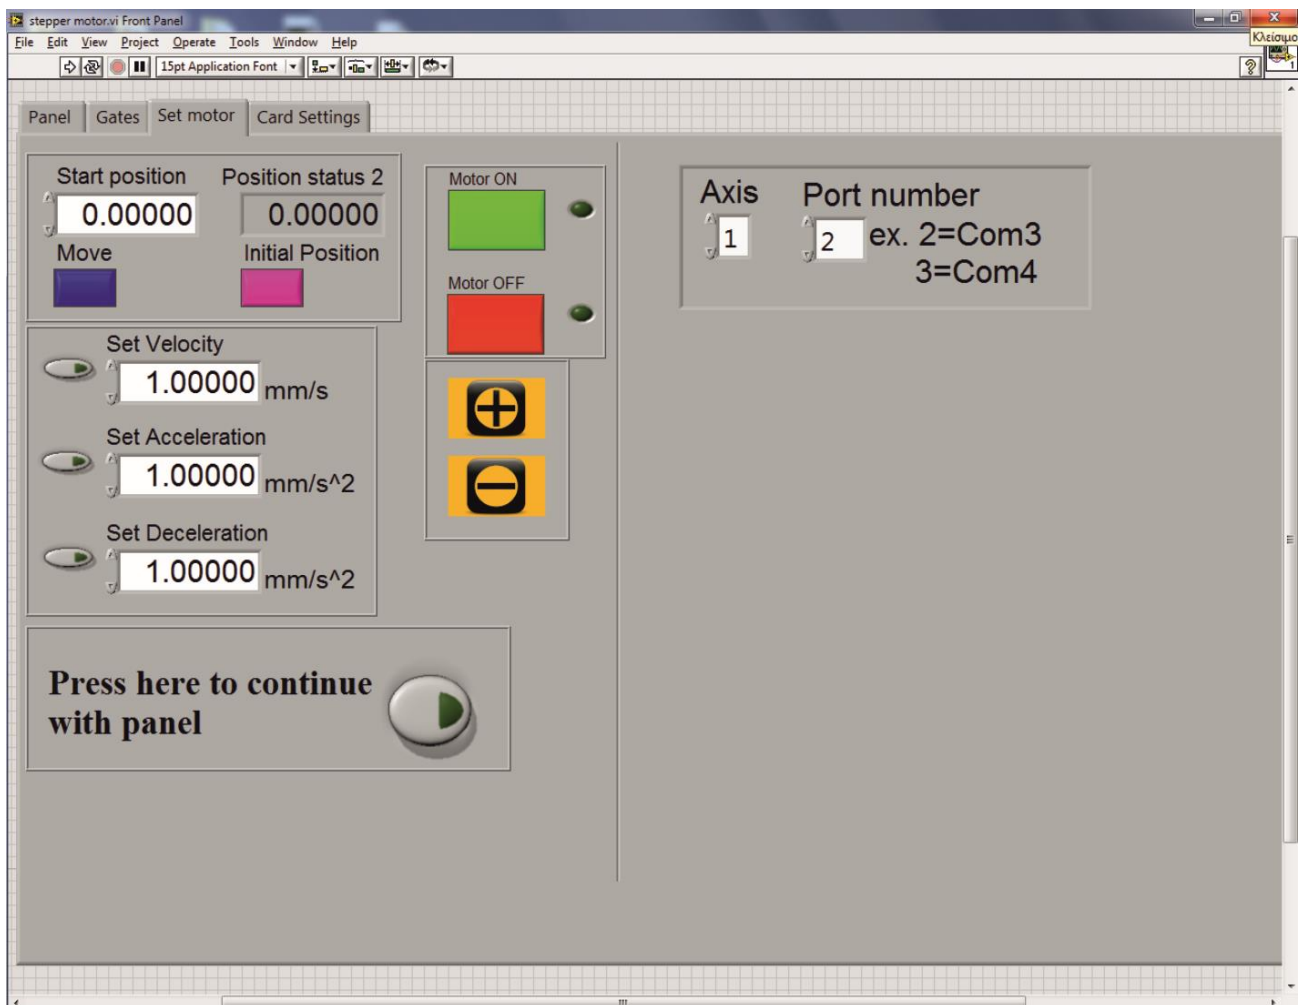 stepper motor.vi Front Panel
Κλείσιμο
File Edit View Project Operate Tools Window Help
15pt Application Font
?
1
Panel Gates Set motor Card Settings
Start position Position status 2
0.00000 0.00000
Move Initial Position
Motor ON
Motor OFF
Set Velocity
1.00000 mm/s
Set Acceleration
1.00000 mm/s^2
Set Deceleration
1.00000 mm/s^2
Press here to continue
with panel
Axis Port number
1 2 ex. 2=Com3
3=Com4